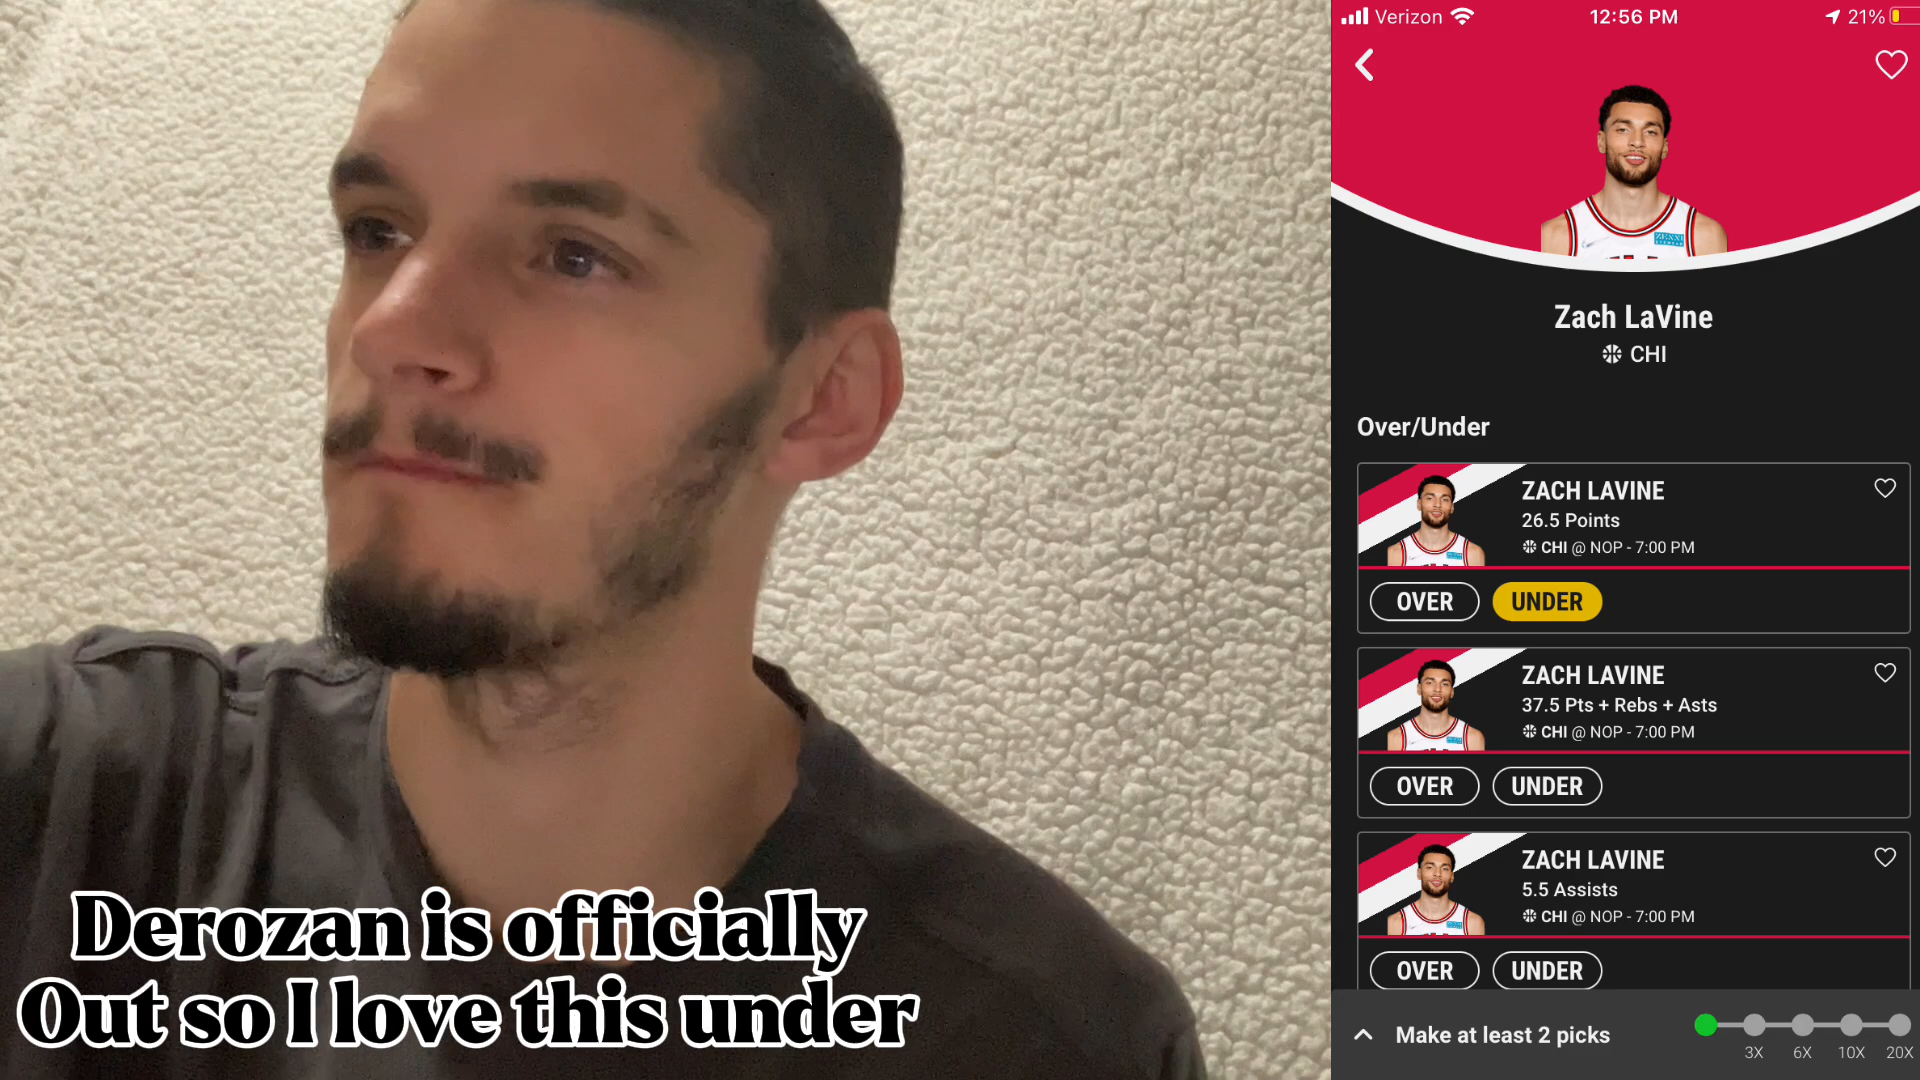 Verizon 12:56 PM 21%
ZENNI
Zach LaVine
CHI
Over/Under
ZACH LAVINE
26.5 Points
CHI @ NOP - 7:00 PM
OVER UNDER
ZACH LAVINE
37.5 Pts + Rebs + Asts
CHI @ NOP - 7:00 PM
OVER UNDER
ZACH LAVINE
5.5 Assists
CHI @ NOP - 7:00 PM
OVER UNDER
Make at least 2 picks
3X 6X 10X 20X
Derozan is officially
Out so I love this under